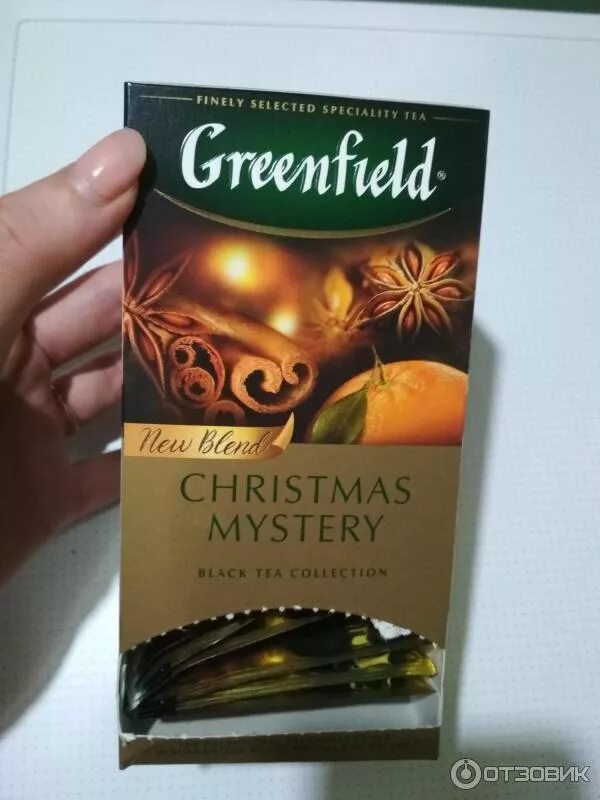 FINELY SELECTED SPECIALITY TEA
Greenfield®
New Blend
CHRISTMAS
MYSTERY
BLACK TEA COLLECTION
ОТЗОВИК